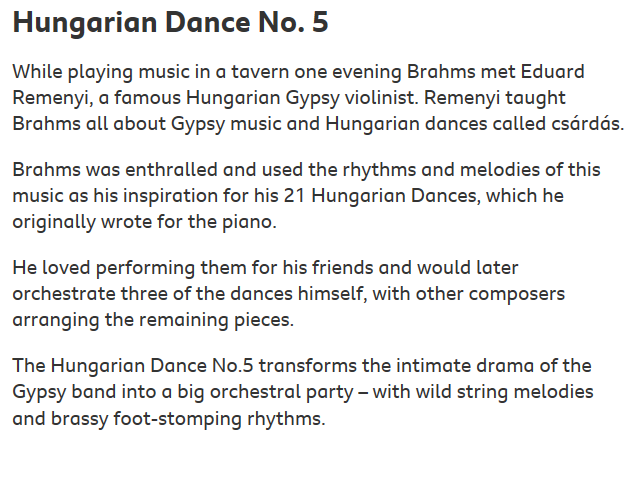 Hungarian Dance No. 5
While playing music in a tavern one evening Brahms met Eduard
Remenyi, a famous Hungarian Gypsy violinist. Remenyi taught
Brahms all about Gypsy music and Hungarian dances called csárdás.
Brahms was enthralled and used the rhythms and melodies of this
music as his inspiration for his 21 Hungarian Dances, which he
originally wrote for the piano.
He loved performing them for his friends and would later
orchestrate three of the dances himself, with other composers
arranging the remaining pieces.
The Hungarian Dance No.5 transforms the intimate drama of the
Gypsy band into a big orchestral party – with wild string melodies
and brassy foot-stomping rhythms.